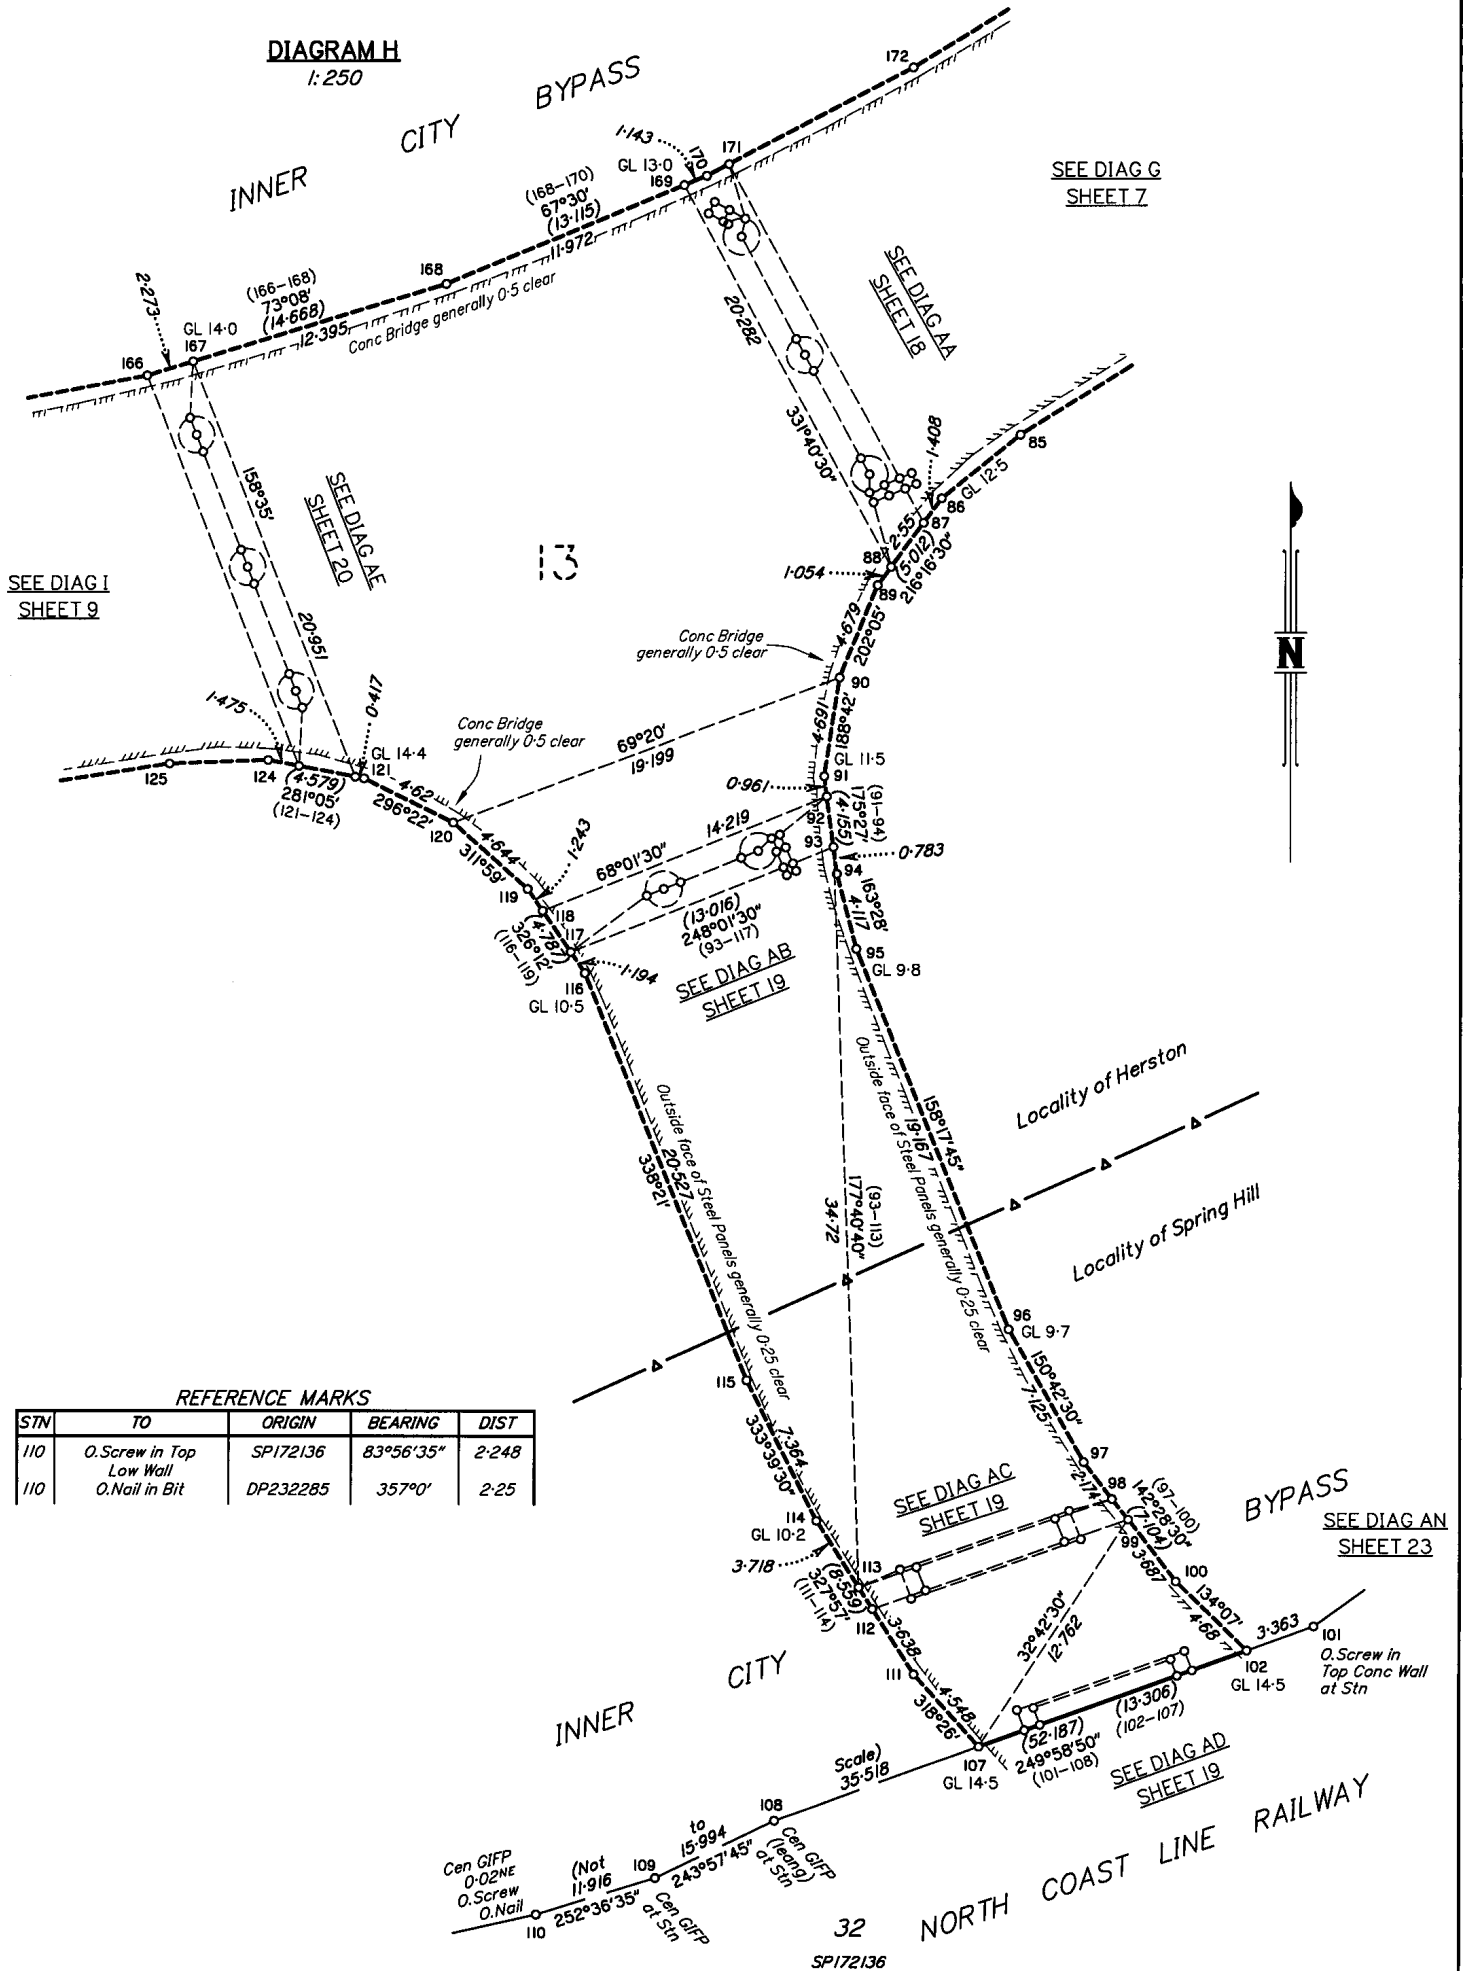 DIAGRAM H
1:250
INNER CITY BYPASS
172
171
170
169
1·143
GL 13·0
(168–170)
67°30'
(13·115)
11·972
SEE DIAG G
SHEET 7
168
(166–168)
73°08'
(14·668)
12·395
Conc Bridge generally 0·5 clear
2·273
GL 14·0
167
166
20·282
331°40'30"
SEE DIAG AA
SHEET 18
158°35'
20·951
SEE DIAG AE
SHEET 20
13
SEE DIAG I
SHEET 9
1·408
85
86
GL 12·5
87
2·55
(5·012)
216°16'30"
88
1·054
89
4·679
202°05'
Conc Bridge
generally 0·5 clear
90
N
4·691
188°42'
GL 11·5
91
69°20'
19·199
Conc Bridge
generally 0·5 clear
1·475
0·417
GL 14·4
121
125
124
(4·579)
281°05'
(121–124)
4·62
296°22'
120
4·644
311°59'
119
1·243
118
0·961
92
(91–94)
175°27'
(4·155)
93
0·783
94
14·219
68°01'30"
(13·016)
248°01'30"
(93–117)
SEE DIAG AB
SHEET 19
117
(4·787)
326°12'
(116–119)
1·194
116
GL 10·5
163°28'
4·117
95
GL 9·8
Outside face of Steel Panels generally 0·25 clear
20·527
338°21'
Outside face of Steel Panels generally 0·25 clear
158°17'45"
19·167
Locality of Herston
Locality of Spring Hill
(93–113)
177°40'40"
34·72
96
GL 9·7
150°42'30"
7·125
115
7·364
333°39'30"
REFERENCE MARKS
STN TO ORIGIN BEARING DIST
110 O.Screw in Top SP172136 83°56'35" 2·248
Low Wall
110 O.Nail in Bit DP232285 357°0' 2·25
97
2·174
98
(97–100)
142°28'30"
(7·104)
99
3·687
100
134°07'
4·68
SEE DIAG AC
SHEET 19
114
GL 10·2
3·718
113
(8·559)
327°57'
(111–114)
112
3·638
111
4·548
318°26'
32°42'30"
12·762
SEE DIAG AN
SHEET 23
3·363
101
O.Screw in
Top Conc Wall
at Stn
102
GL 14·5
(13·306)
(102–107)
(52·187)
249°58'50"
(101–108)
107
GL 14·5
SEE DIAG AD
SHEET 19
INNER CITY BYPASS
Scale)
35·518
108
Cen GIFP
(leang)
at Stn
to
15·994
243°57'45"
109
Cen GIFP
at Stn
(Not
11·916
252°36'35"
Cen GIFP
0·02NE
O.Screw
O.Nail
110
32
SP172136
NORTH COAST LINE RAILWAY